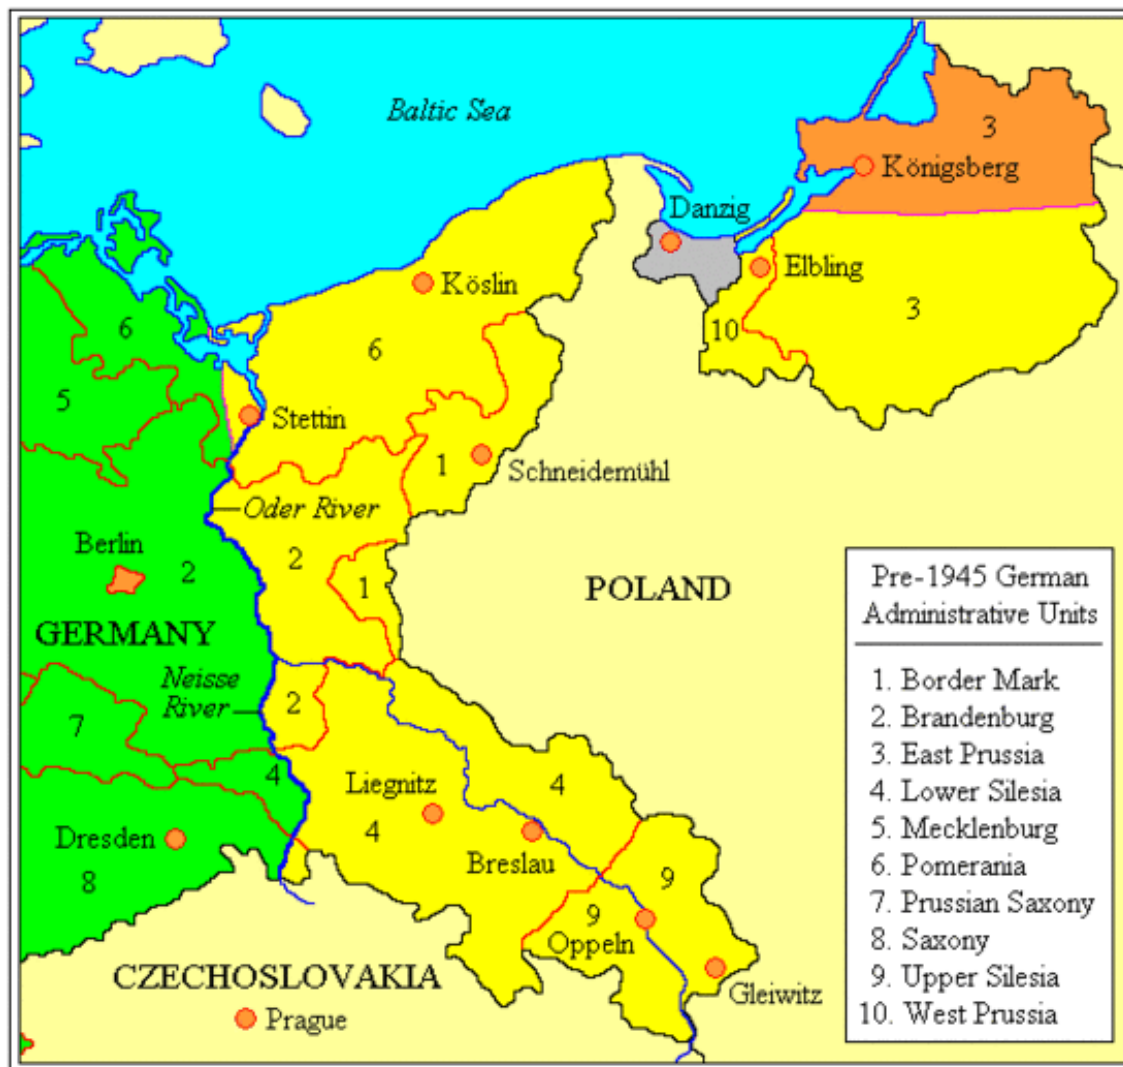 Baltic Sea
3
Königsberg
Danzig
Elbling
Köslin
10
3
6
6
5
Stettin
1
Schneidemühl
Oder River
Berlin
2
2
1
POLAND
GERMANY
Neisse
River
2
7
4
Liegnitz
4
Dresden
4
Breslau
8
9
9
Oppeln
Gleiwitz
CZECHOSLOVAKIA
Prague
Pre-1945 German
Administrative Units
1. Border Mark
2. Brandenburg
3. East Prussia
4. Lower Silesia
5. Mecklenburg
6. Pomerania
7. Prussian Saxony
8. Saxony
9. Upper Silesia
10. West Prussia